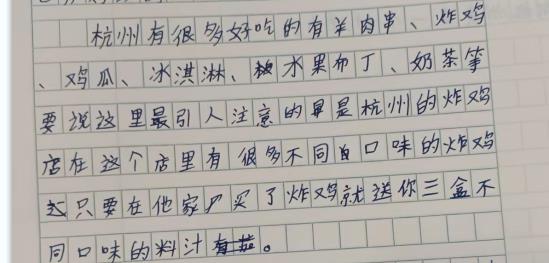 杭州有很多好吃的有羊肉串、炸鸡
、鸡瓜、冰淇淋、水果布丁、奶茶等
要说这里最引人注意的是杭州的炸鸡
店在这个店里有很多不同口味的炸鸡
只要在他家买了炸鸡就送你三盒不
同口味的料汁。